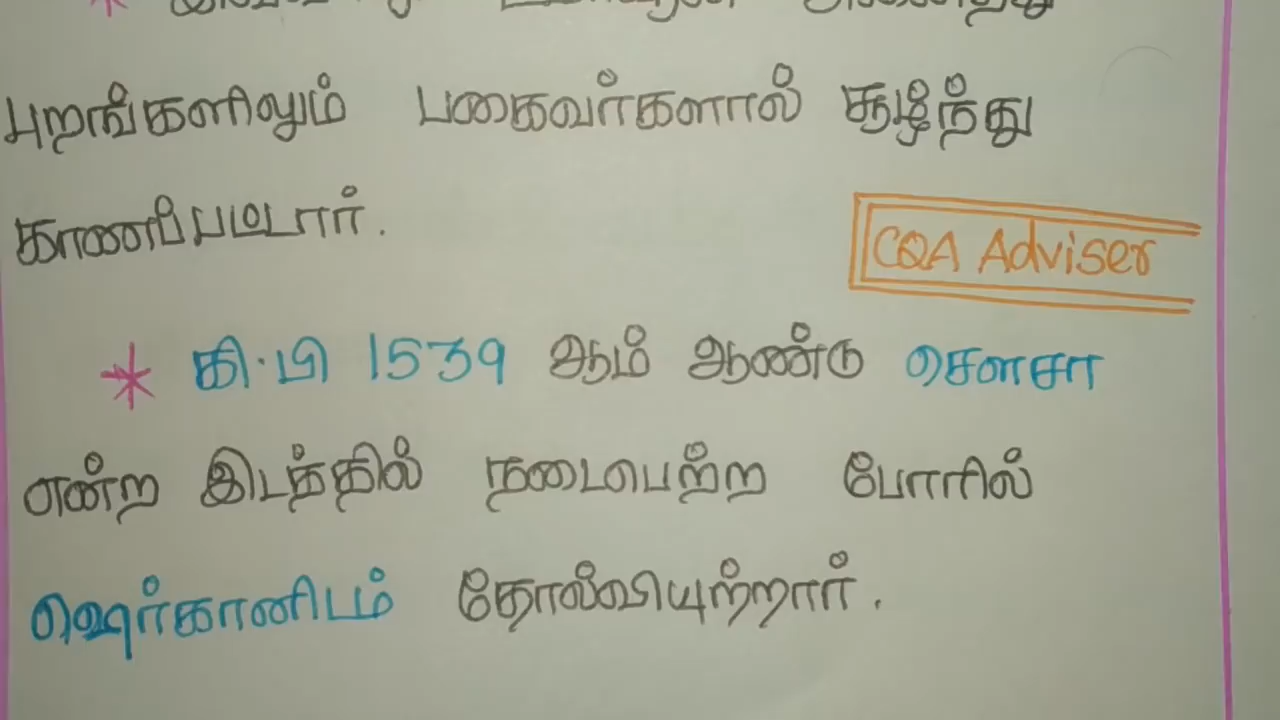 புறங்களிலும் பகைவர்களால் சூழ்ந்து
காணப்பட்டார்.
CQA Adviser
* கி.பி 1539 ஆம் ஆண்டு சௌசா
என்ற இடத்தில் நடைபெற்ற போரில்
ஷெர்கானிடம் தோல்வியுற்றார்.